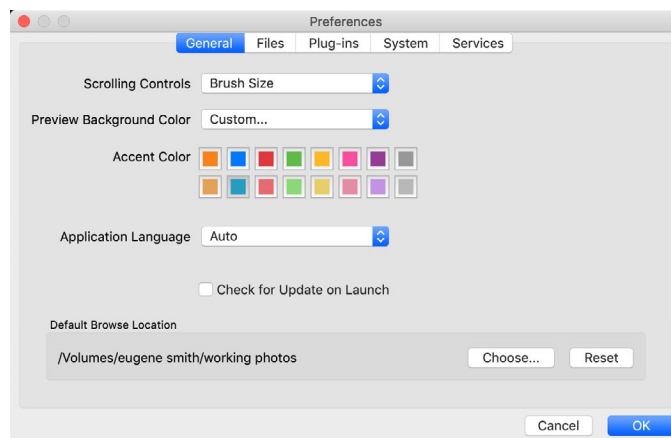 Preferences
General Files Plug-ins System Services
Scrolling Controls Brush Size
Preview Background Color Custom...
Accent Color
Application Language Auto
Check for Update on Launch
Default Browse Location
/Volumes/eugene smith/working photos Choose... Reset
Cancel OK